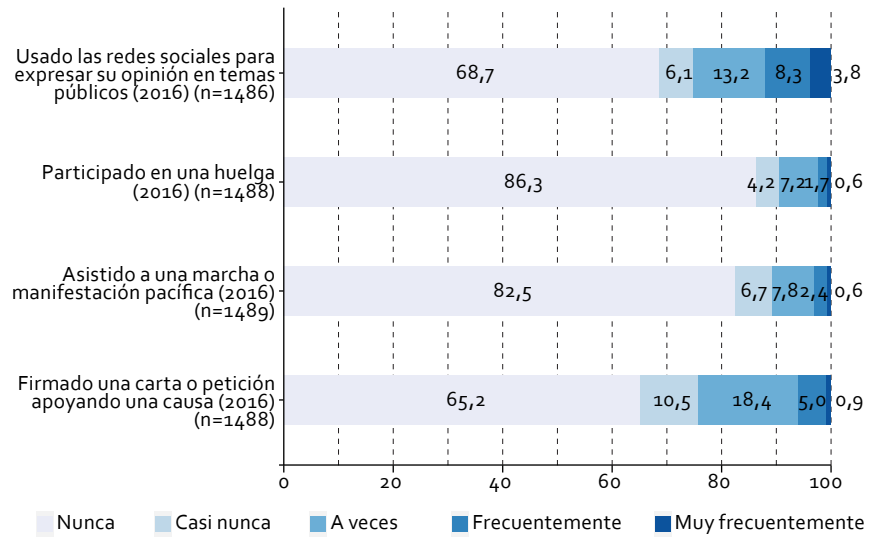 Usado las redes sociales para
expresar su opinión en temas
públicos (2016) (n=1486)
68,7 6,1 13,2 8,3 3,8
Participado en una huelga
(2016) (n=1488)
86,3 4,2 7,2 1,7 0,6
Asistido a una marcha o
manifestación pacífica (2016)
(n=1489)
82,5 6,7 7,8 2,4 0,6
Firmado una carta o petición
apoyando una causa (2016)
(n=1488)
65,2 10,5 18,4 5,0 0,9
0 20 40 60 80 100
Nunca Casi nunca A veces Frecuentemente Muy frecuentemente